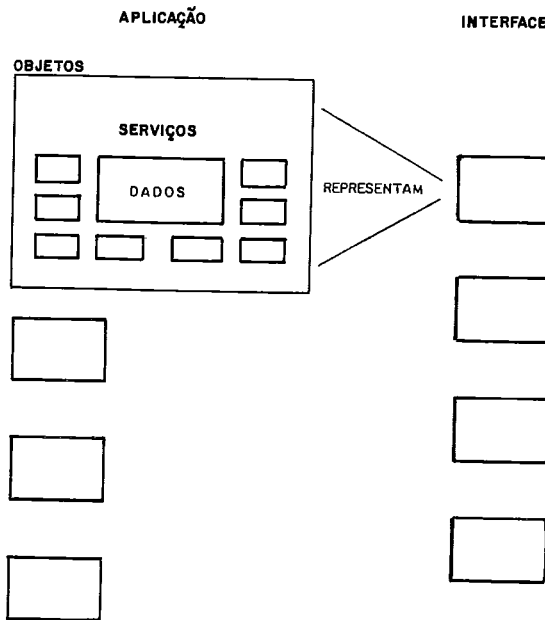 APLICAÇÃO
INTERFACE
OBJETOS
SERVIÇOS
DADOS
REPRESENTAM